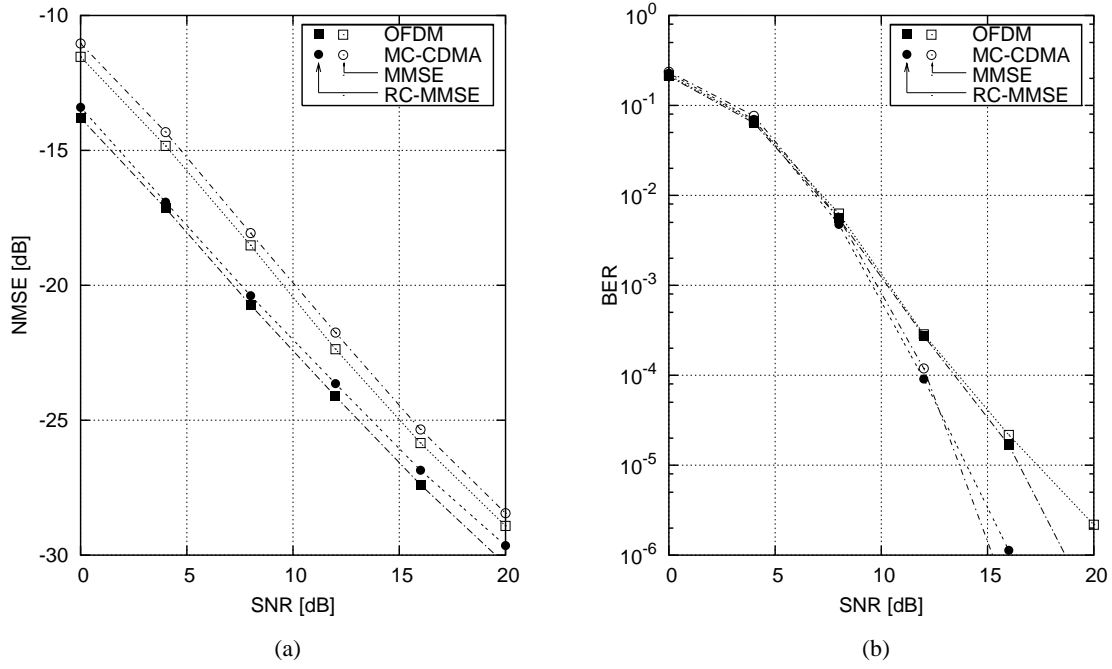 -10
-15
-20
-25
-30
0
5
10
15
20
NMSE [dB]
SNR [dB]
OFDM
MC-CDMA
MMSE
RC-MMSE
(a)
10^0
10^-1
10^-2
10^-3
10^-4
10^-5
10^-6
0
5
10
15
20
BER
SNR [dB]
OFDM
MC-CDMA
MMSE
RC-MMSE
(b)